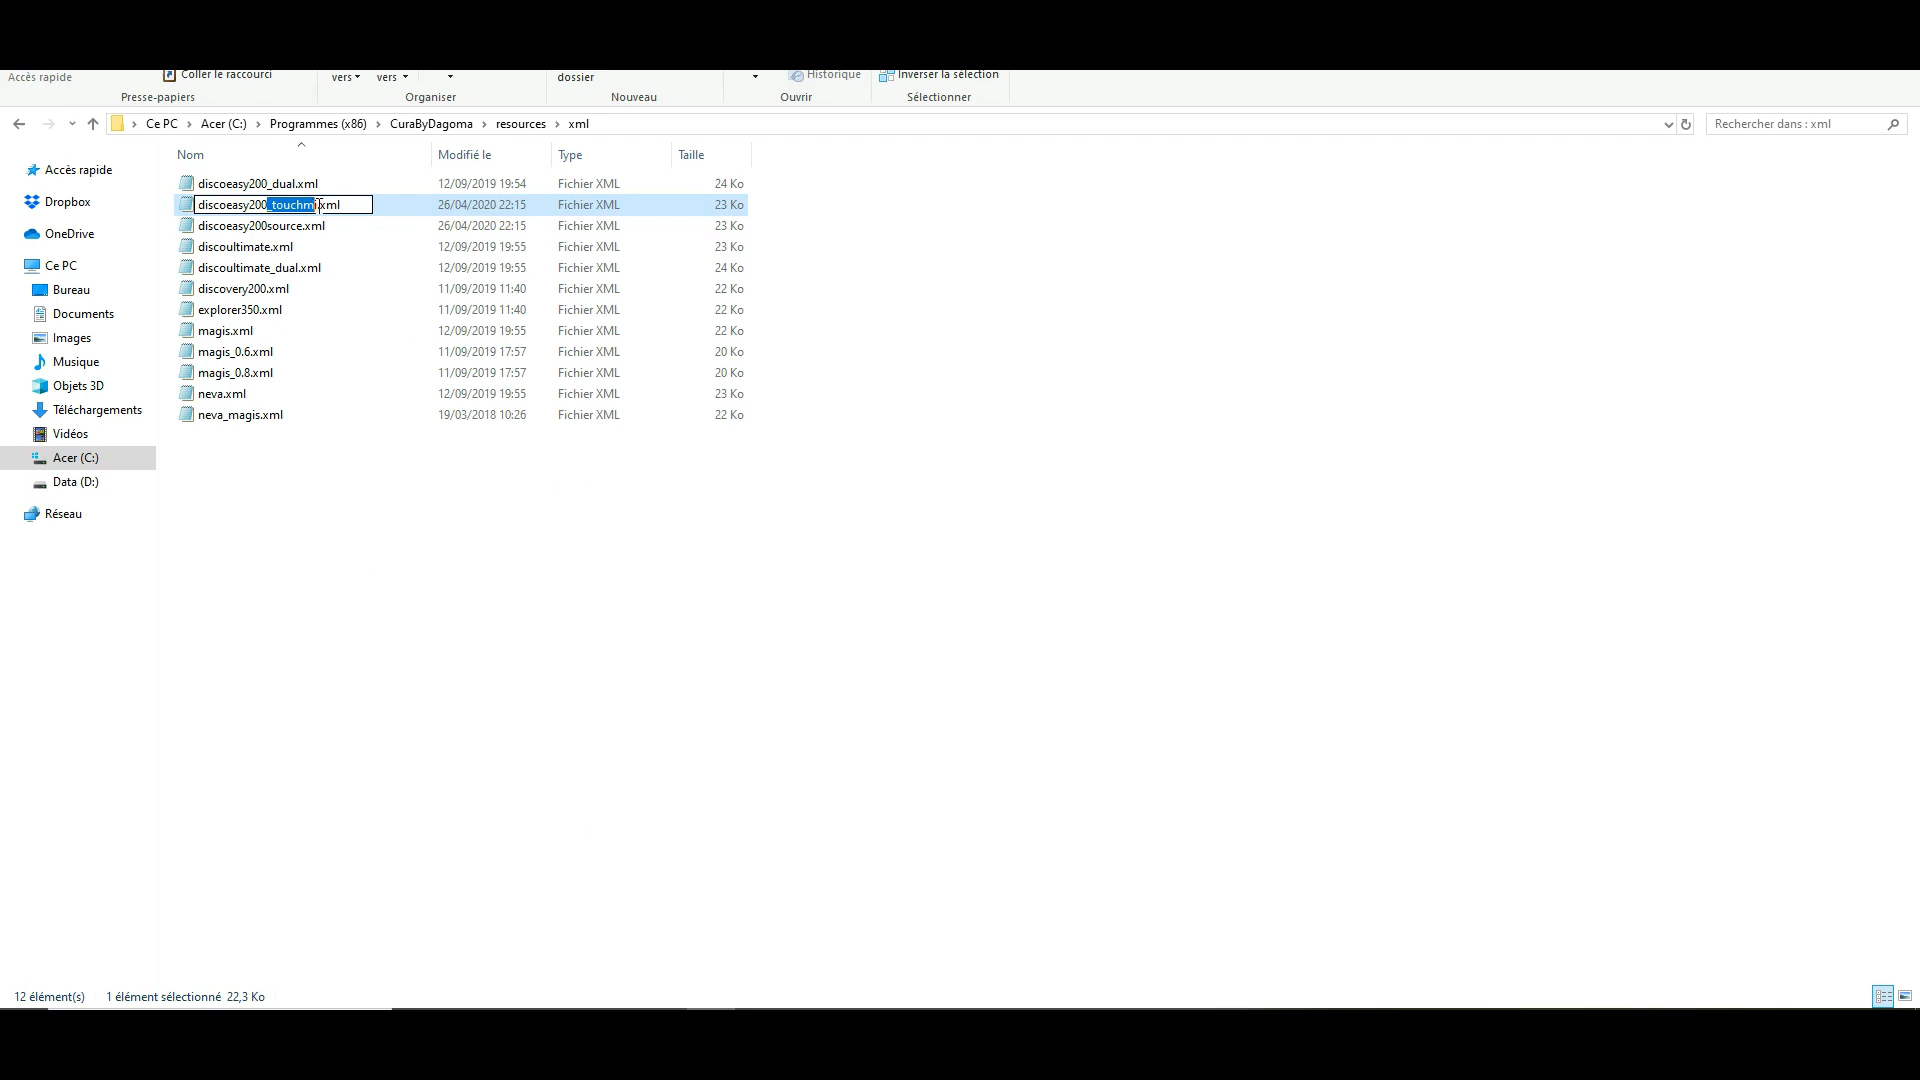 Accès rapide
Coller le raccourci
vers
vers
dossier
Historique
Inverser la sélection
Presse-papiers
Organiser
Nouveau
Ouvrir
Sélectionner
Ce PC > Acer (C:) > Programmes (x86) > CuraByDagoma > resources > xml
Rechercher dans : xml
Nom Modifié le Type Taille
Accès rapide
Dropbox
OneDrive
Ce PC
Bureau
Documents
Images
Musique
Objets 3D
Téléchargements
Vidéos
Acer (C:)
Data (D:)
Réseau
discoeasy200_dual.xml 12/09/2019 19:54 Fichier XML 24 Ko
discoeasy200_touchmi.xml 26/04/2020 22:15 Fichier XML 23 Ko
discoeasy200source.xml 26/04/2020 22:15 Fichier XML 23 Ko
discoultimate.xml 12/09/2019 19:55 Fichier XML 23 Ko
discoultimate_dual.xml 12/09/2019 19:55 Fichier XML 24 Ko
discovery200.xml 11/09/2019 11:40 Fichier XML 22 Ko
explorer350.xml 11/09/2019 11:40 Fichier XML 22 Ko
magis.xml 12/09/2019 19:55 Fichier XML 22 Ko
magis_0.6.xml 11/09/2019 17:57 Fichier XML 20 Ko
magis_0.8.xml 11/09/2019 17:57 Fichier XML 20 Ko
neva.xml 12/09/2019 19:55 Fichier XML 23 Ko
neva_magis.xml 19/03/2018 10:26 Fichier XML 22 Ko
12 élément(s) 1 élément sélectionné 22,3 Ko